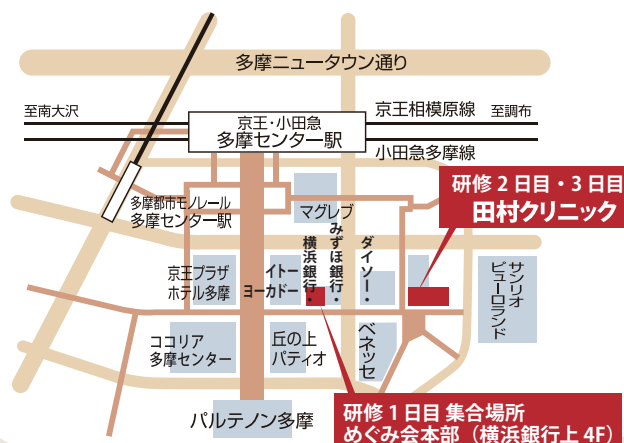 多摩ニュータウン通り
至南大沢
京王・小田急
多摩センター駅
京王相模原線
至調布
小田急多摩線
研修2日目・3日目
田村クリニック
多摩都市モノレール
多摩センター駅
マグレブ
みずほ銀行・
横浜銀行・
ダイソー・
京王プラザ
ホテル多摩
イトー
ヨーカドー
サンリオ
ピューロランド
ココリア
多摩センター
丘の上
パティオ
ベネッセ
パルテノン多摩
研修1日目 集合場所
めぐみ会本部（横浜銀行上4F）